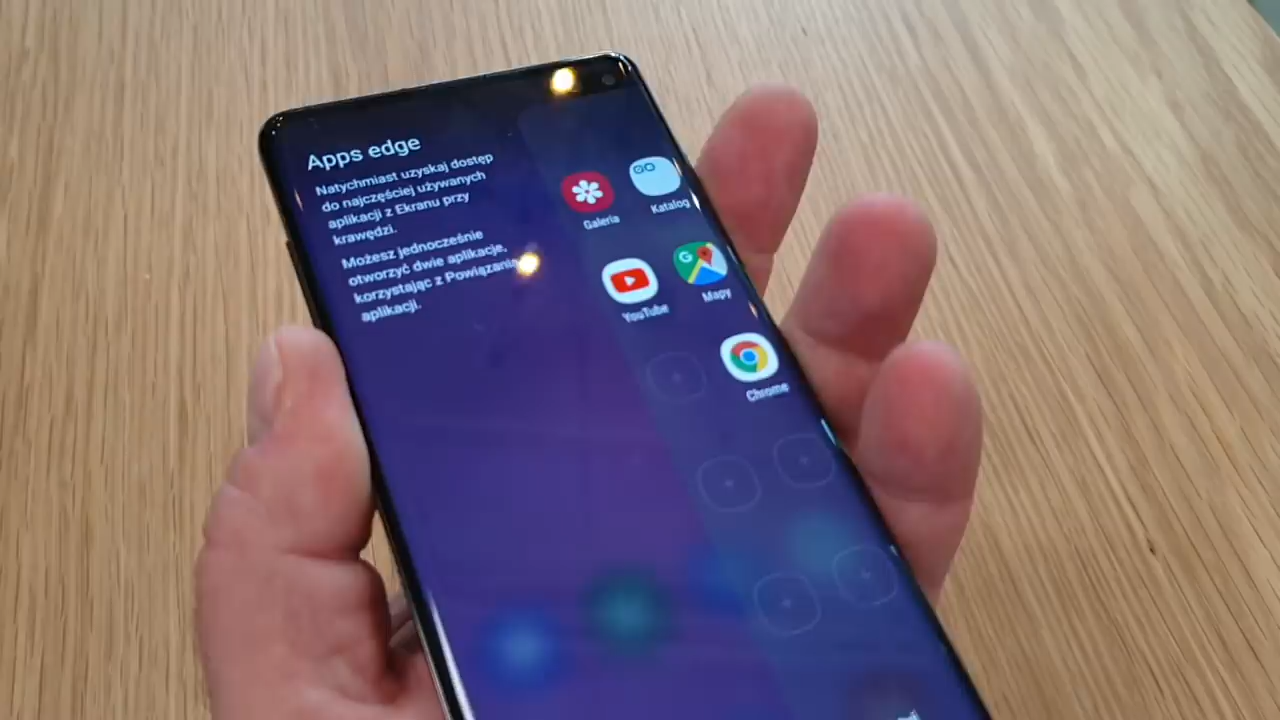 Apps edge
Natychmiast uzyskaj dostęp
do najczęściej używanych
aplikacji z Ekranu przy
krawędzi.
Możesz jednocześnie
otworzyć dwie aplikacje,
korzystając z Powiązania
aplikacji.
Galeria
Katalog
YouTube
G
Mapy
Chrome